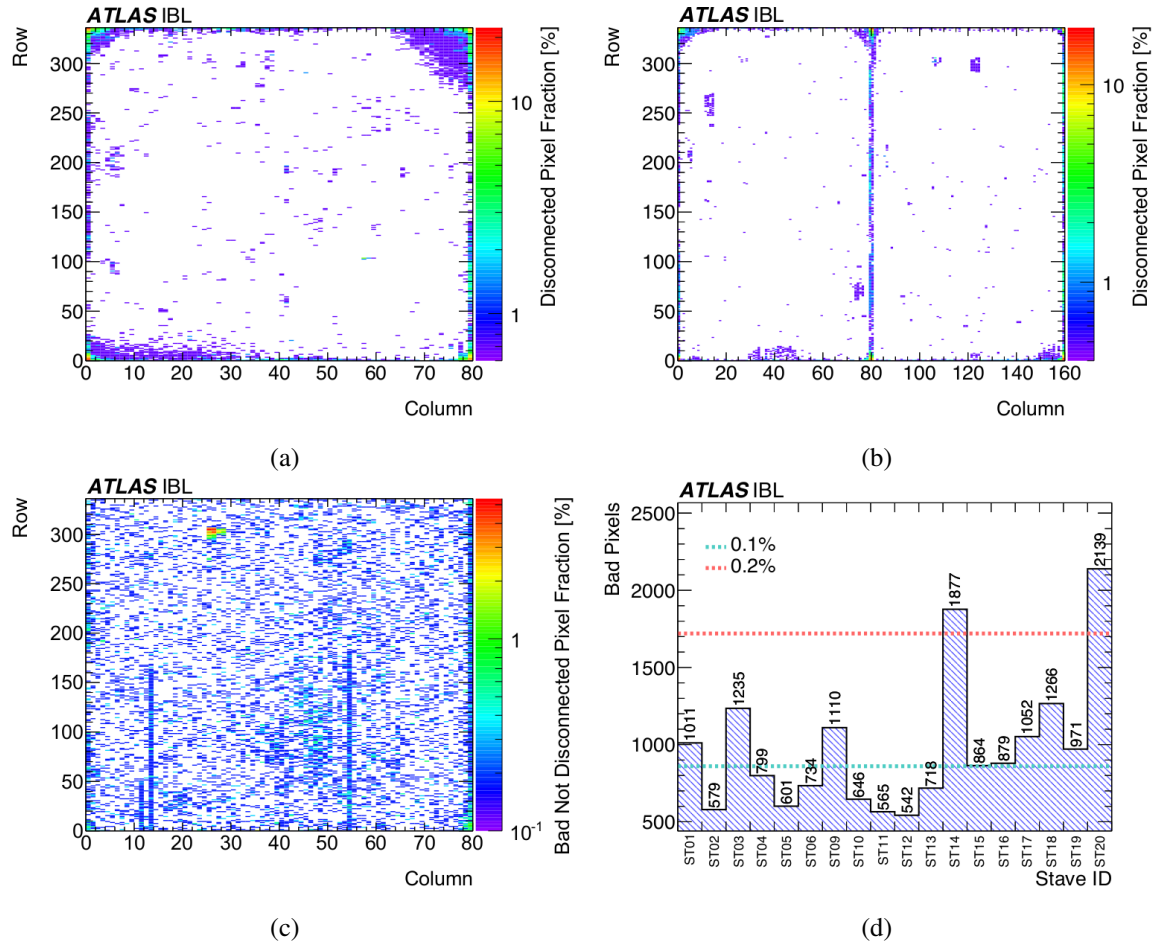 ATLAS IBL
Row
300
250
200
150
100
50
0
0 10 20 30 40 50 60 70 80
Column
10
1
Disconnected Pixel Fraction [%]
(a)
ATLAS IBL
Row
300
250
200
150
100
50
0
0 20 40 60 80 100 120 140 160
Column
10
1
Disconnected Pixel Fraction [%]
(b)
ATLAS IBL
Row
300
250
200
150
100
50
0
0 10 20 30 40 50 60 70 80
Column
1
10-1
Bad Not Disconnected Pixel Fraction [%]
(c)
ATLAS IBL
Bad Pixels
2500
2000
1500
1000
500
0.1%
0.2%
1011 579 1235 799 601 734 1110 646 565 542 718 1877 864 879 1052 1266 971 2139
ST01 ST02 ST03 ST04 ST05 ST06 ST09 ST10 ST11 ST12 ST13 ST14 ST15 ST16 ST17 ST18 ST19 ST20
Stave ID
(d)